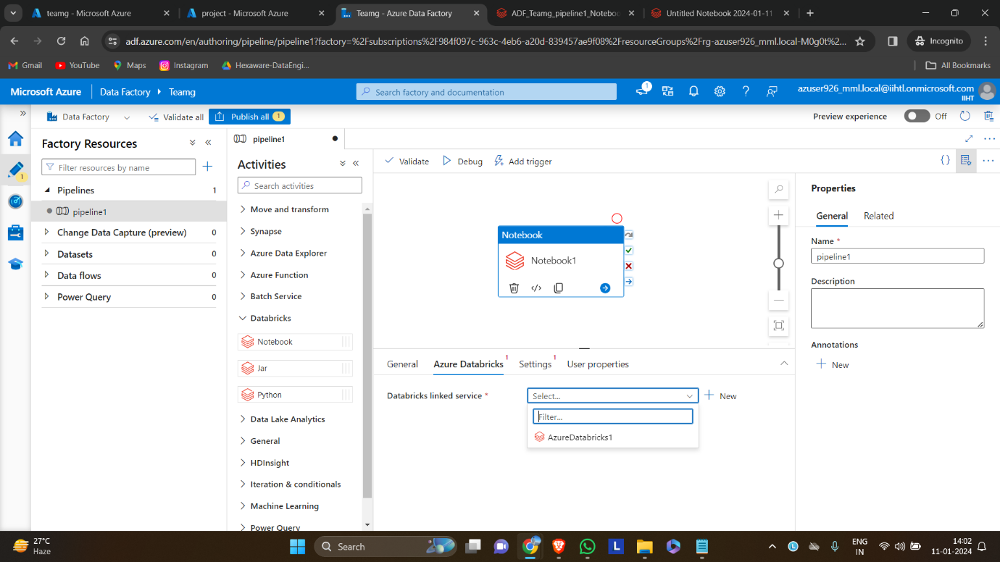 teamg - Microsoft Azure
project - Microsoft Azure
Teamg - Azure Data Factory
ADF_Teamg_pipeline1_Noteboo
Untitled Notebook 2024-01-11
adf.azure.com/en/authoring/pipeline/pipeline1?factory=%2Fsubscriptions%2F984f097c-963c-4eb6-a20d-839457ae9f08%2FresourceGroups%2Frg-azuser926_mml.local-M0g0t%2...
Incognito
Gmail
YouTube
Maps
Instagram
Hexaware-DataEngi...
All Bookmarks
Microsoft Azure
Data Factory
Teamg
Search factory and documentation
1
azuser926_mml.local@iihtl.onmicrosoft.com
IIHT
Data Factory
Validate all
Publish all 1
Preview experience
Off
1
Factory Resources
Filter resources by name
Pipelines 1
pipeline1
Change Data Capture (preview) 0
Datasets 0
Data flows 0
Power Query 0
pipeline1
Activities
Search activities
Move and transform
Synapse
Azure Data Explorer
Azure Function
Batch Service
Databricks
Notebook
Jar
Python
Data Lake Analytics
General
HDInsight
Iteration & conditionals
Machine Learning
Power Query
Validate
Debug
Add trigger
Notebook
Notebook1
General
Azure Databricks 1
Settings 1
User properties
Databricks linked service *
Select...
New
Filter...
AzureDatabricks1
Properties
General
Related
Name *
pipeline1
Description
Annotations
New
27°C
Haze
Search
L
ENG
IN
14:02
11-01-2024